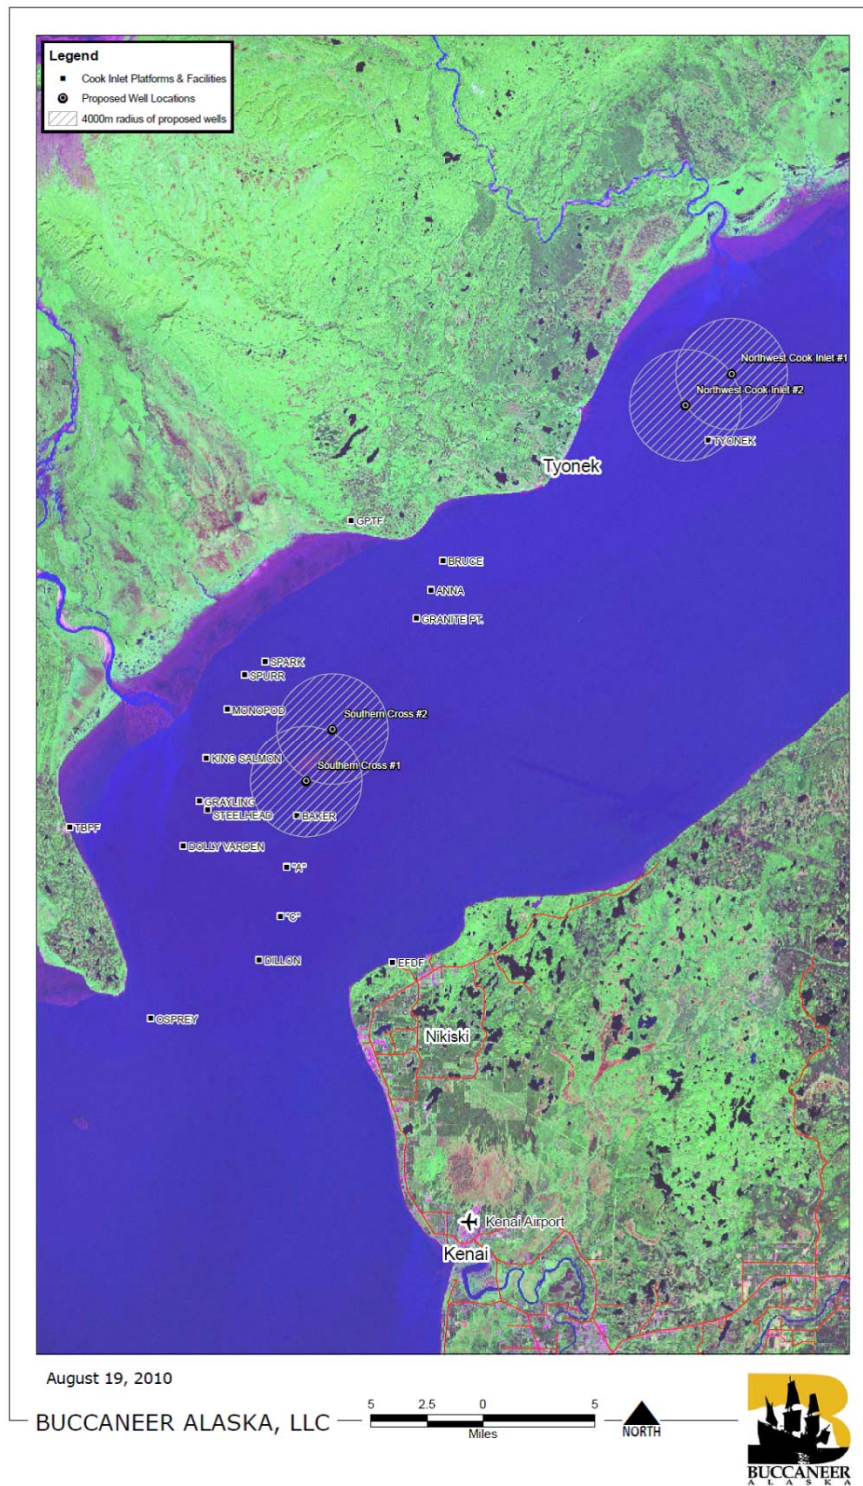 Legend
Cook Inlet Platforms & Facilities
Proposed Well Locations
4000m radius of proposed wells
Northwest Cook Inlet #1
Northwest Cook Inlet #2
TYONEK
Tyonek
GPTF
BRUCE
ANNA
GRANITE PT.
SPARK
SPURR
MONOPOD
Southern Cross #2
KING SALMON
Southern Cross #1
GRAYLING
STEELHEAD
BAKER
TBPF
DOLLY VARDEN
"A"
"C"
DILLON
EFDF
OSPREY
Nikiski
Kenai Airport
Kenai
August 19, 2010
BUCCANEER ALASKA, LLC
5 2.5 0 5
Miles
NORTH
B
BUCCANEER
ALASKA